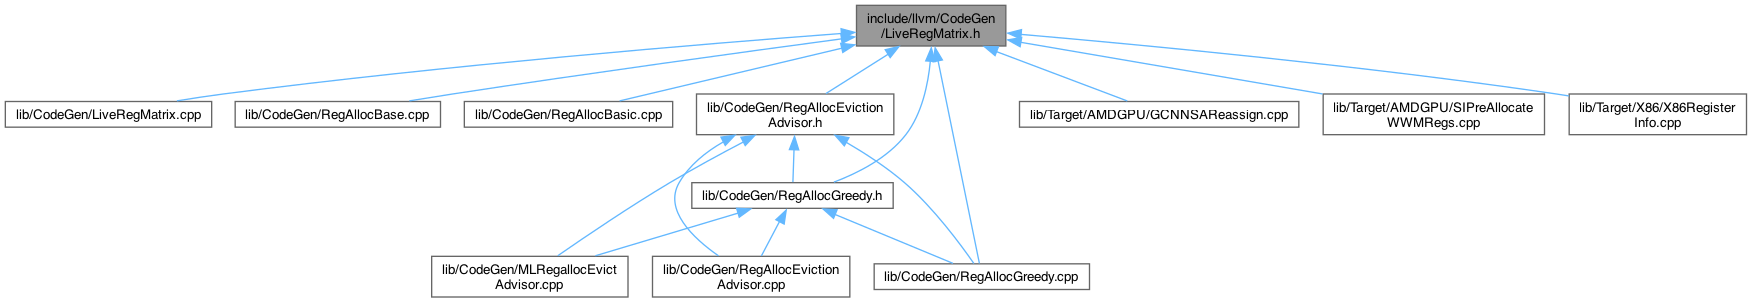 include/llvm/CodeGen
/LiveRegMatrix.h
lib/CodeGen/LiveRegMatrix.cpp
lib/CodeGen/RegAllocBase.cpp
lib/CodeGen/RegAllocBasic.cpp
lib/CodeGen/RegAllocEviction
Advisor.h
lib/Target/AMDGPU/GCNNSAReassign.cpp
lib/Target/AMDGPU/SIPreAllocate
WWMRegs.cpp
lib/Target/X86/X86Register
Info.cpp
lib/CodeGen/RegAllocGreedy.h
lib/CodeGen/MLRegallocEvict
Advisor.cpp
lib/CodeGen/RegAllocEviction
Advisor.cpp
lib/CodeGen/RegAllocGreedy.cpp